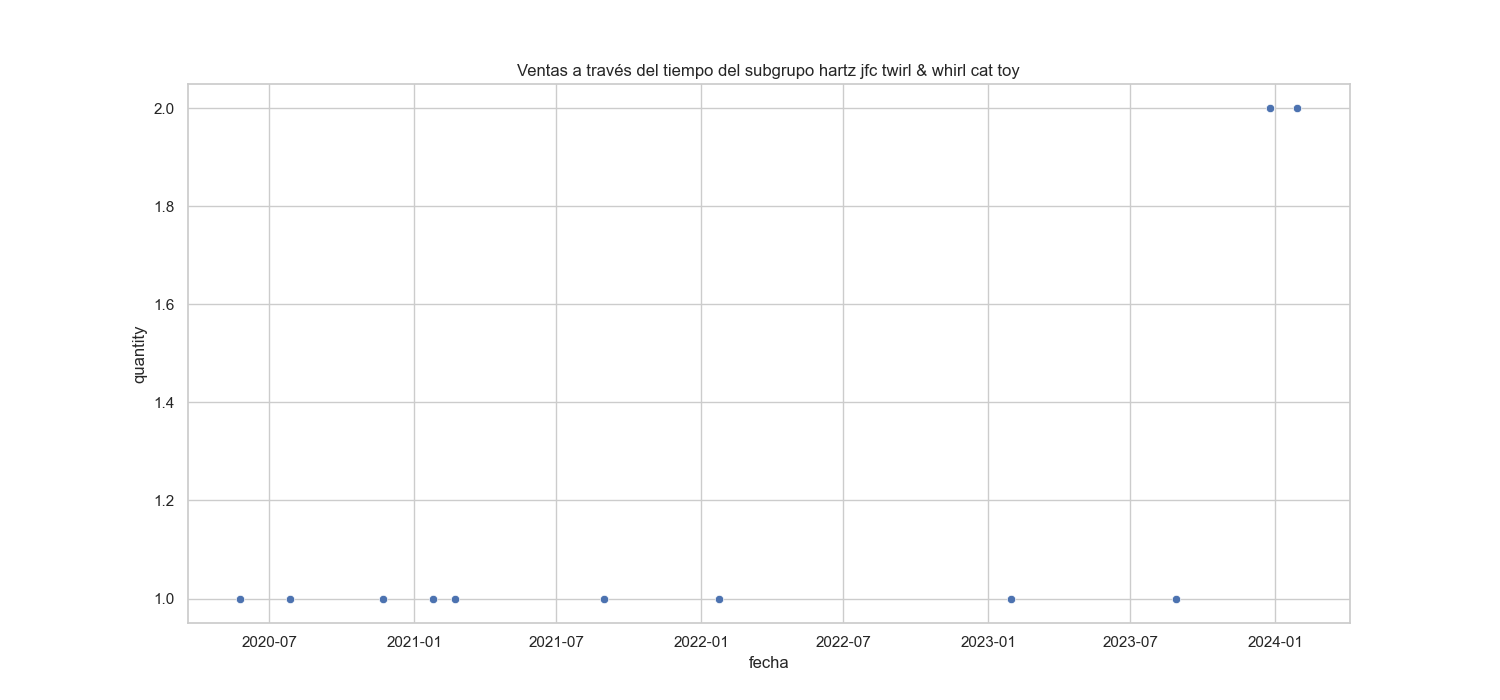 Ventas a través del tiempo del subgrupo hartz jfc twirl & whirl cat toy
2.0
1.8
1.6
1.4
1.2
1.0
quantity
2020-07 2021-01 2021-07 2022-01 2022-07 2023-01 2023-07 2024-01
fecha